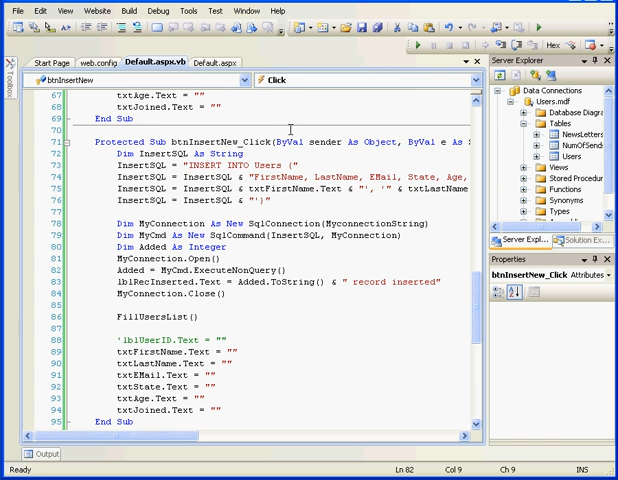 File Edit View Build Debug Tools Test Window Help
Hex
Start Page web.config Default.aspx.vb Default.aspx
Toolbox
btnInsertNew Click
67 txtAge.Text = ""
68 txtJoined.Text = ""
69 End Sub
70
71 Protected Sub btnInsertNew_Click(ByVal sender As Object, ByVal e As S
72 Dim InsertSQL As String
73 InsertSQL = "INSERT INTO Users ("
74 InsertSQL = InsertSQL & "FirstName, LastName, EMail, State, Age,
75 InsertSQL = InsertSQL & txtFirstName.Text & "', '" & txtLastName
76 InsertSQL = InsertSQL & "')"
77
78 Dim MyConnection As New SqlConnection(MyconnectionString)
79 Dim MyCmd As New SqlCommand(InsertSQL, MyConnection)
80 Dim Added As Integer
81 MyConnection.Open()
82 Added = MyCmd.ExecuteNonQuery()
83 lblRecInserted.Text = Added.ToString() & " record inserted"
84 MyConnection.Close()
85
86 FillUsersList()
87
88 'lblUserID.Text = ""
89 txtFirstName.Text = ""
90 txtLastName.Text = ""
91 txtEMail.Text = ""
92 txtState.Text = ""
93 txtAge.Text = ""
94 txtJoined.Text = ""
95 End Sub
Server Explorer
Data Connections
Users.mdf
Database Diagra
Tables
NewsLetters
NumOfSend
Users
Views
Stored Procedure
Functions
Synonyms
Types
Server Expl... Solution Ex...
Properties
btnInsertNew_Click Attributes
Output
Ready Ln 82 Col 9 Ch 9 INS